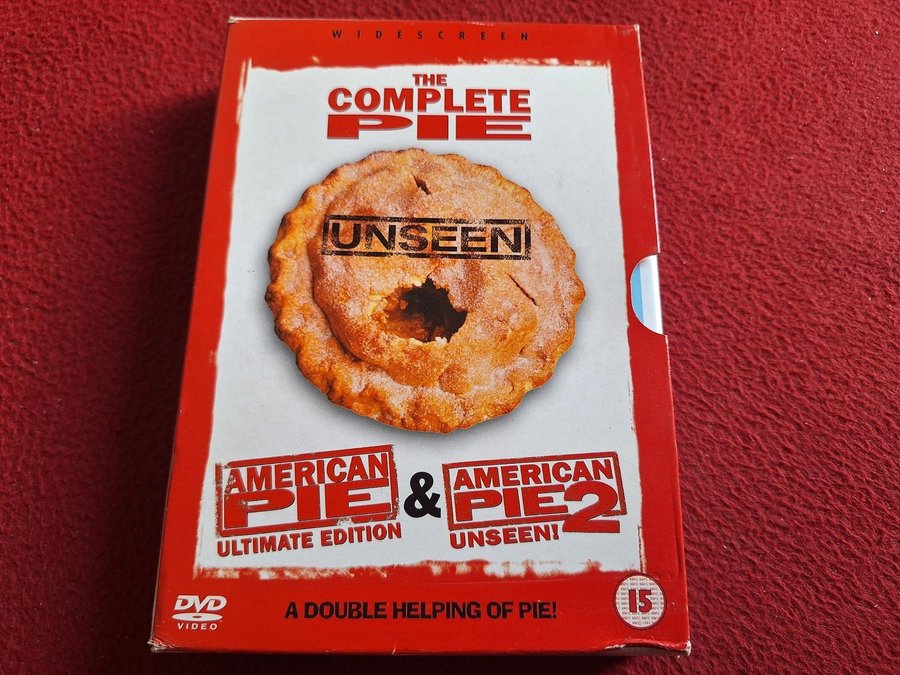 WIDESCREEN
THE
COMPLETE
PIE
UNSEEN
AMERICAN
PIE
ULTIMATE EDITION
&
AMERICAN
PIE 2
UNSEEN!
DVD
VIDEO
A DOUBLE HELPING OF PIE!
15